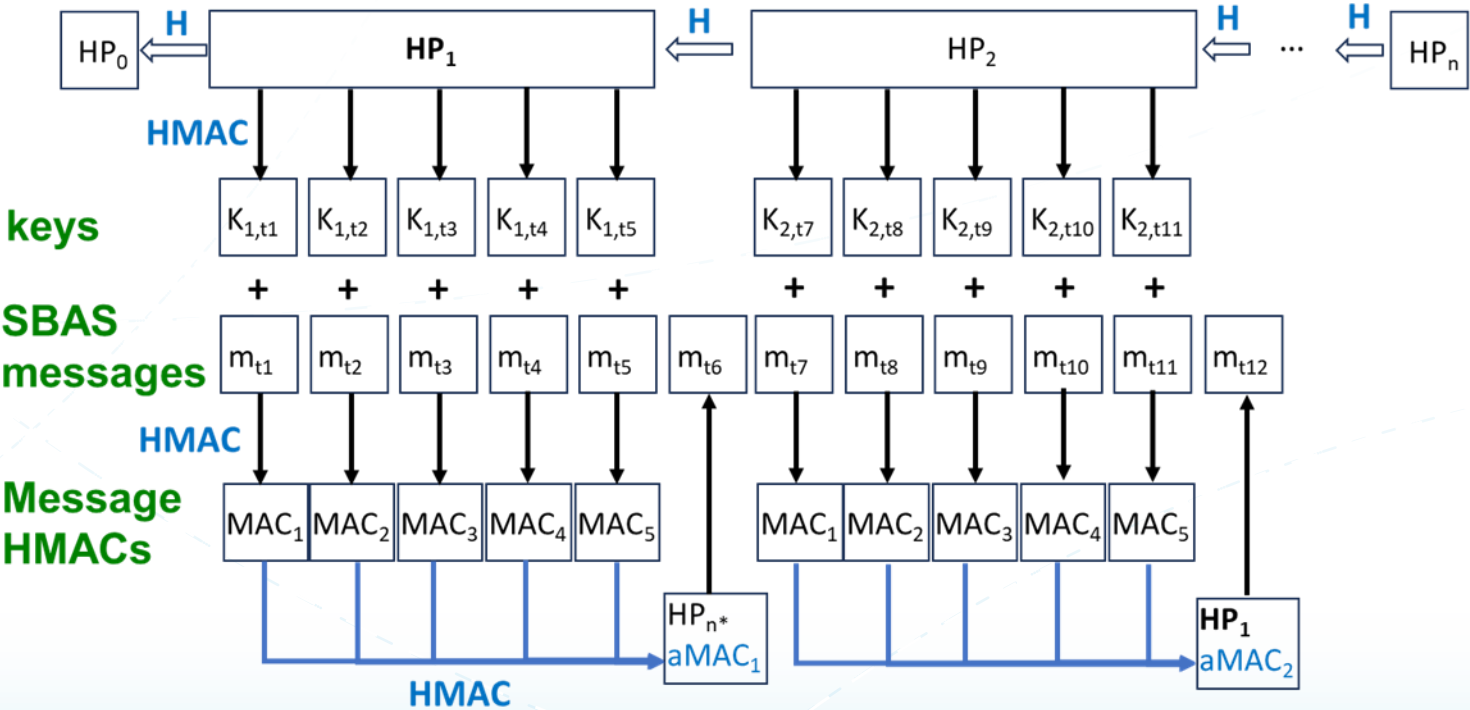 H H H H
HP₀ HP₁ HP₂ ... HPₙ
HMAC
keys K₁,ₜ₁ K₁,ₜ₂ K₁,ₜ₃ K₁,ₜ₄ K₁,ₜ₅ K₂,ₜ₇ K₂,ₜ₈ K₂,ₜ₉ K₂,ₜ₁₀ K₂,ₜ₁₁
+ + + + + + + + + +
SBAS
messages mₜ₁ mₜ₂ mₜ₃ mₜ₄ mₜ₅ mₜ₆ mₜ₇ mₜ₈ mₜ₉ mₜ₁₀ mₜ₁₁ mₜ₁₂
HMAC
Message
HMACs MAC₁ MAC₂ MAC₃ MAC₄ MAC₅ MAC₁ MAC₂ MAC₃ MAC₄ MAC₅
HPₙ* HP₁
aMAC₁ aMAC₂
HMAC